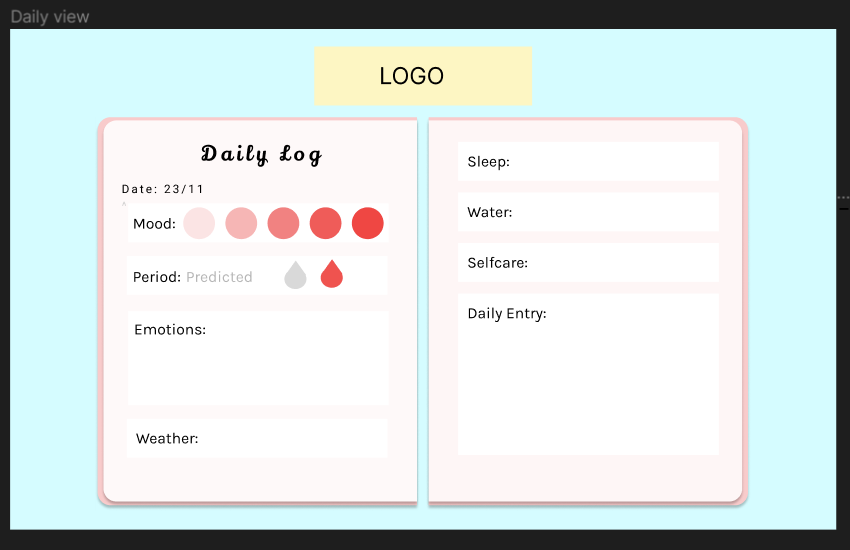 Daily view
LOGO
Daily Log
Date: 23/11
Mood:
Period: Predicted
Emotions:
Weather:
Sleep:
Water:
Selfcare:
Daily Entry: